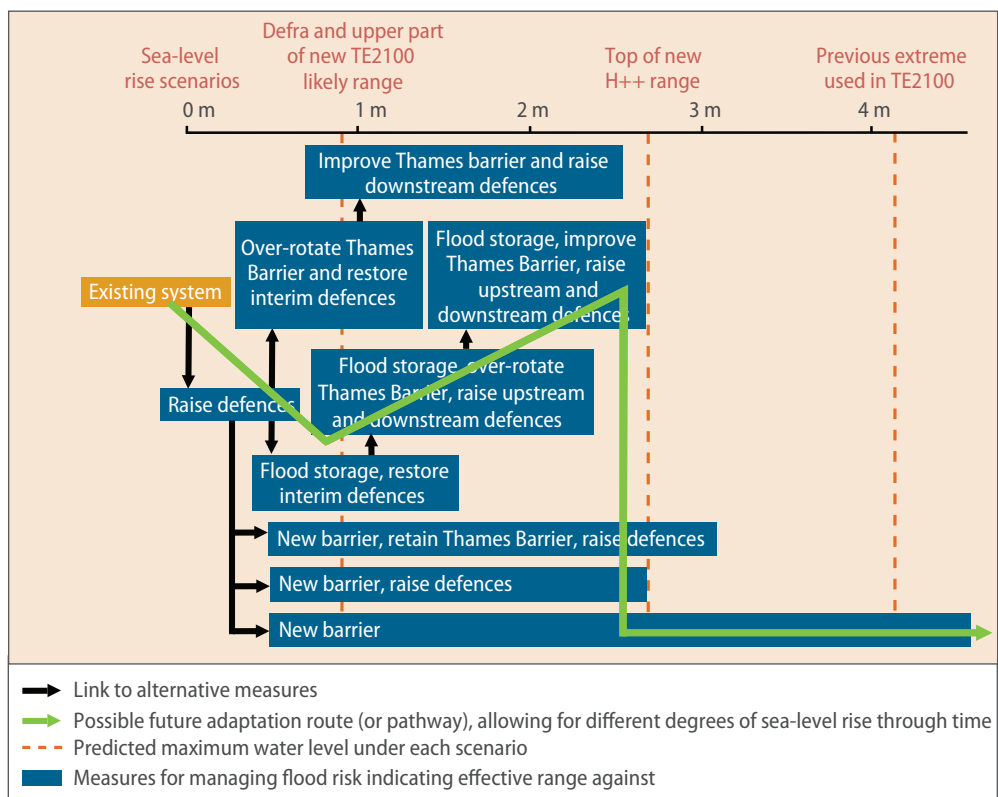 Sea-level
rise scenarios
Defra and upper part
of new TE2100
likely range
Top of new
H++ range
Previous extreme
used in TE2100
0 m
1 m
2 m
3 m
4 m
Improve Thames barrier and raise
downstream defences
Over-rotate Thames
Barrier and restore
interim defences
Flood storage, improve
Thames Barrier, raise
upstream and
downstream defences
Existing system
Flood storage, over-rotate
Thames Barrier, raise upstream
and downstream defences
Raise defences
Flood storage, restore
interim defences
New barrier, retain Thames Barrier, raise defences
New barrier, raise defences
New barrier
Link to alternative measures
Possible future adaptation route (or pathway), allowing for different degrees of sea-level rise through time
Predicted maximum water level under each scenario
Measures for managing flood risk indicating effective range against